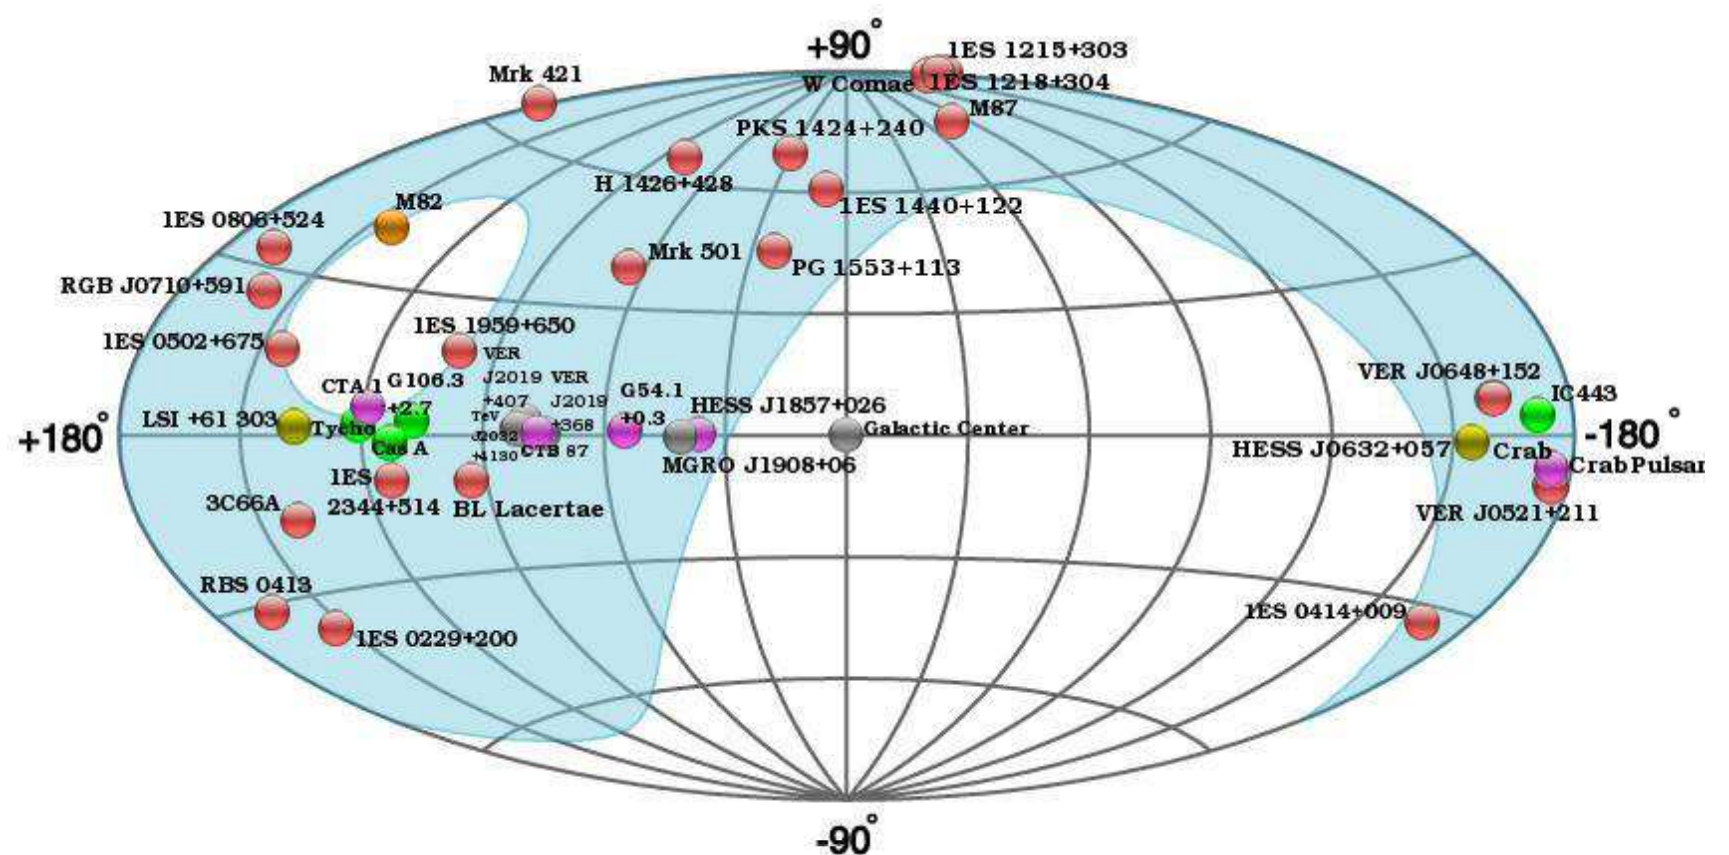 +90°
1ES 1215+303
Mrk 421
W Comae
1ES 1218+304
M87
PKS 1424+240
H 1426+428
M82
1ES 0806+524
1ES 1440+122
Mrk 501
PG 1553+113
RGB J0710+591
1ES 1959+650
1ES 0502+675
VER
J2019
+407
VER
J2019
+368
CTA 1
G106.3
+2.7
G54.1
+0.3
HESS J1857+026
VER J0648+152
IC443
+180°
LSI +61 303
Tycho
Cas A
TeV
J2032
+4130
CTB 87
Galactic Center
MGRO J1908+06
HESS J0632+057
Crab
-180°
Crab Pulsar
1ES
2344+514
BL Lacertae
3C66A
VER J0521+211
RBS 0413
1ES 0229+200
1ES 0414+009
-90°